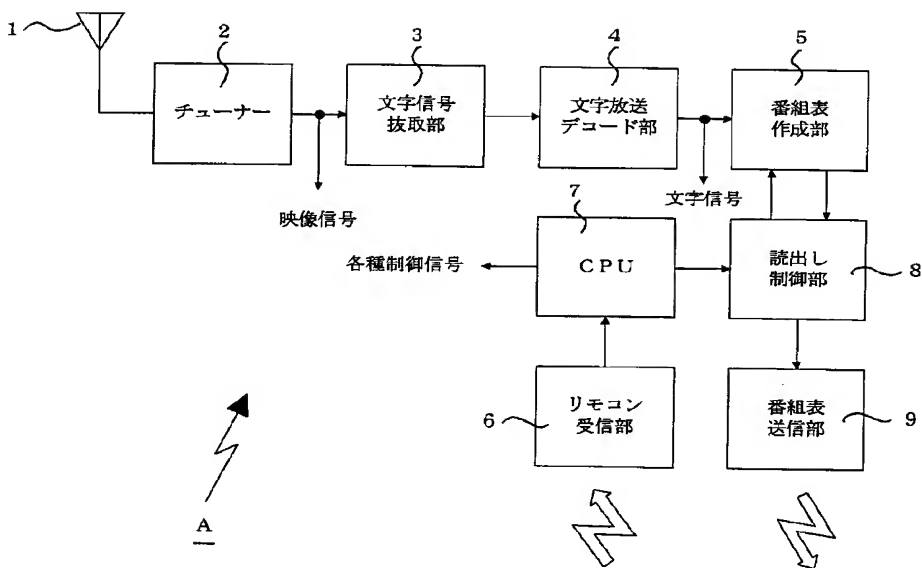 1
2
3
4
5
チューナー
文字信号
抜取部
文字放送
デコード部
番組表
作成部
映像信号
文字信号
7
各種制御信号
CPU
読出し
制御部
8
6
リモコン
受信部
番組表
送信部
9
A